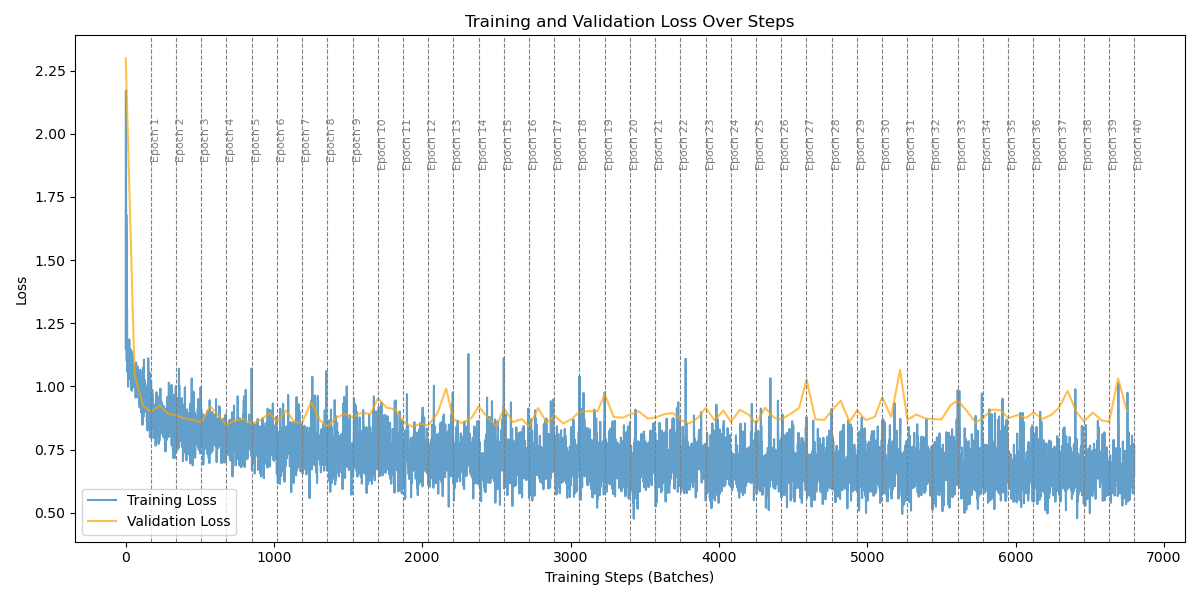 Training and Validation Loss Over Steps
2.25
2.00
1.75
1.50
1.25
1.00
0.75
0.50
Loss
Epoch 1
Epoch 2
Epoch 3
Epoch 4
Epoch 5
Epoch 6
Epoch 7
Epoch 8
Epoch 9
Epoch 10
Epoch 11
Epoch 12
Epoch 13
Epoch 14
Epoch 15
Epoch 16
Epoch 17
Epoch 18
Epoch 19
Epoch 20
Epoch 21
Epoch 22
Epoch 23
Epoch 24
Epoch 25
Epoch 26
Epoch 27
Epoch 28
Epoch 29
Epoch 30
Epoch 31
Epoch 32
Epoch 33
Epoch 34
Epoch 35
Epoch 36
Epoch 37
Epoch 38
Epoch 39
Epoch 40
Training Loss
Validation Loss
0 1000 2000 3000 4000 5000 6000 7000
Training Steps (Batches)